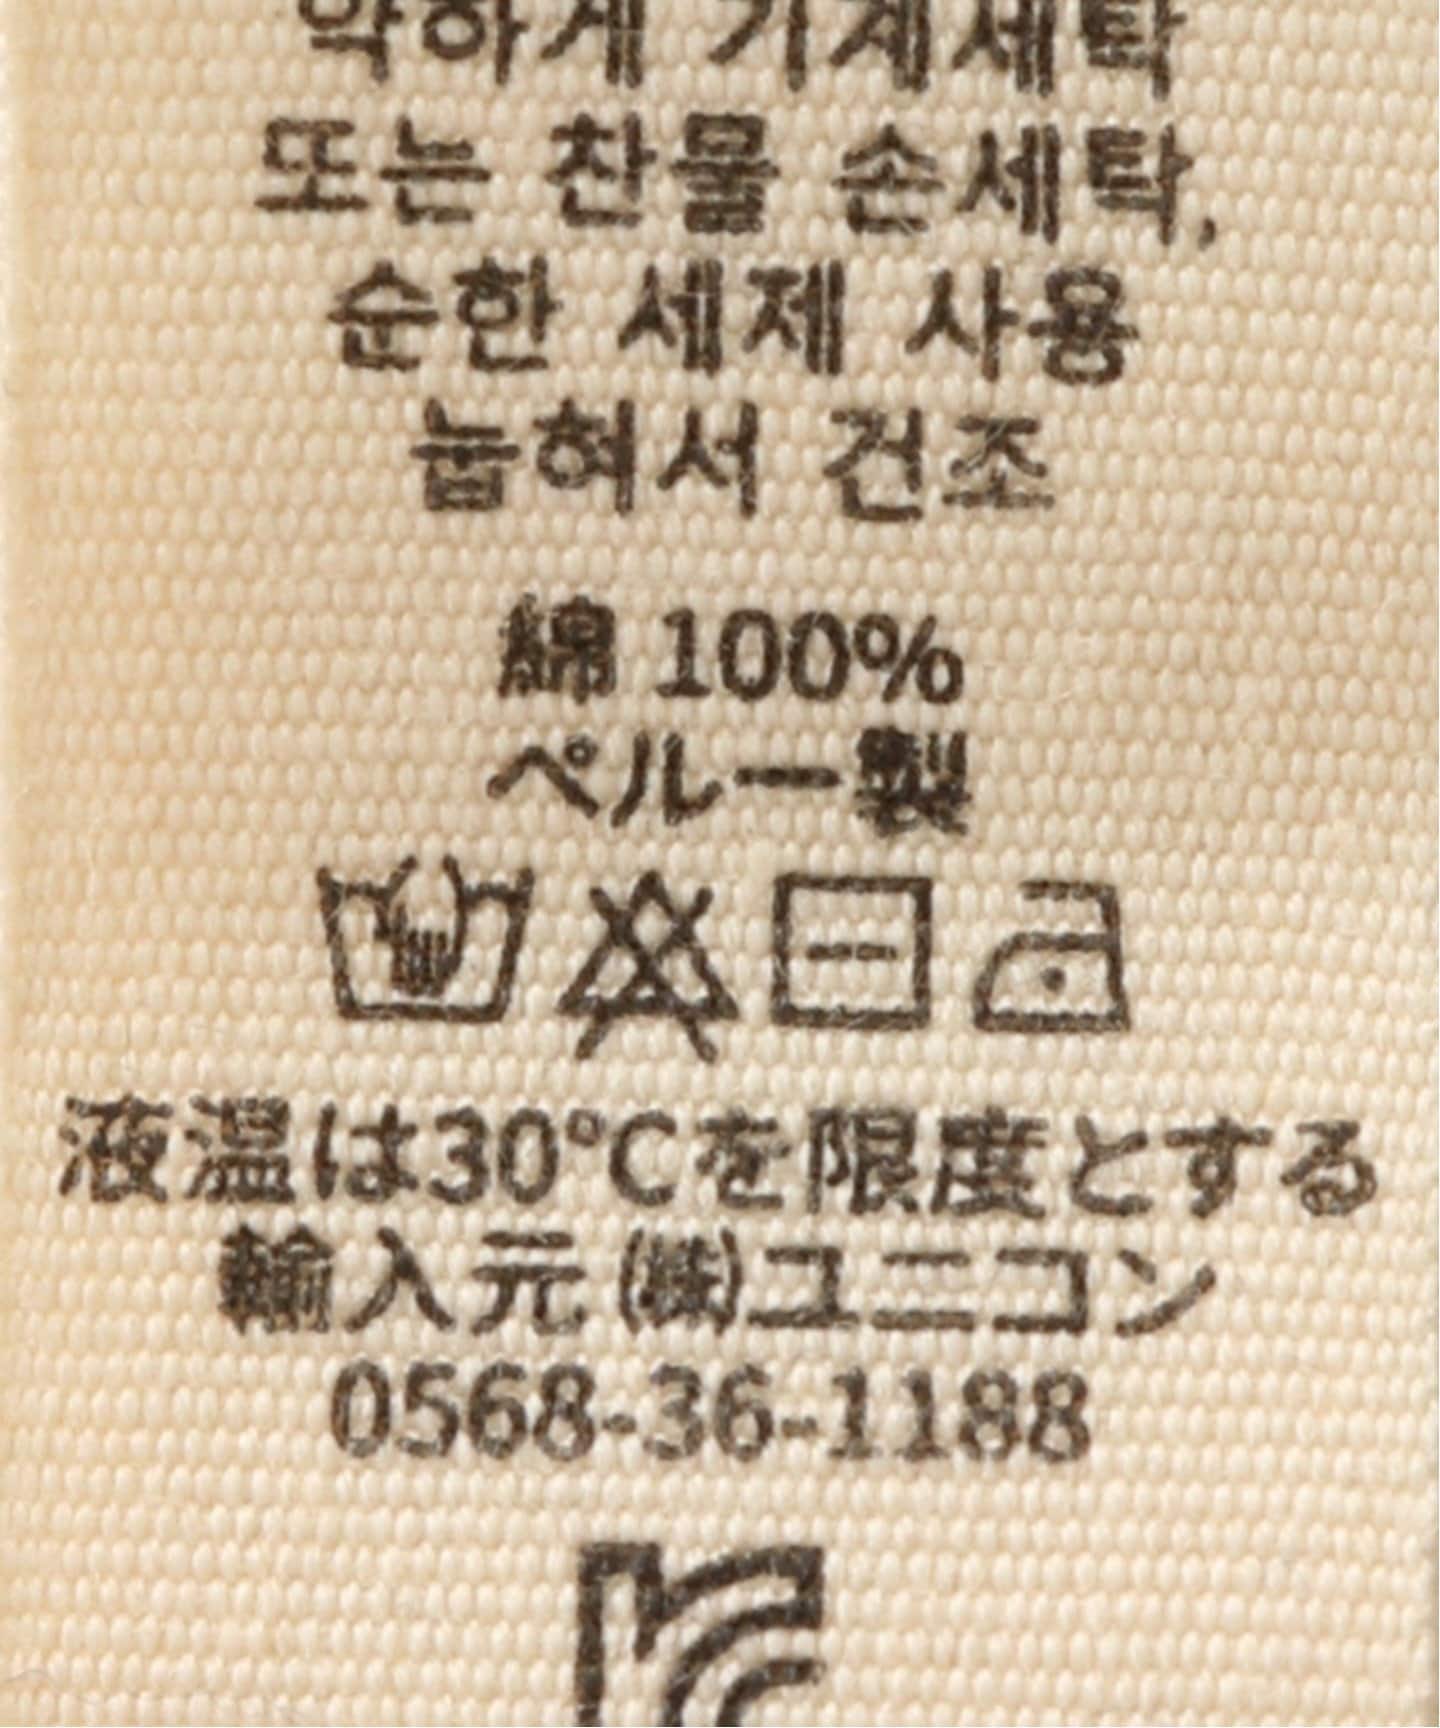 약하게 기계세탁
또는 찬물 손세탁,
순한 세제 사용
눕혀서 건조
綿 100%
ペルー製
液温は30℃を限度とする
輸入元 ㈱ユニコン
0568-36-1188